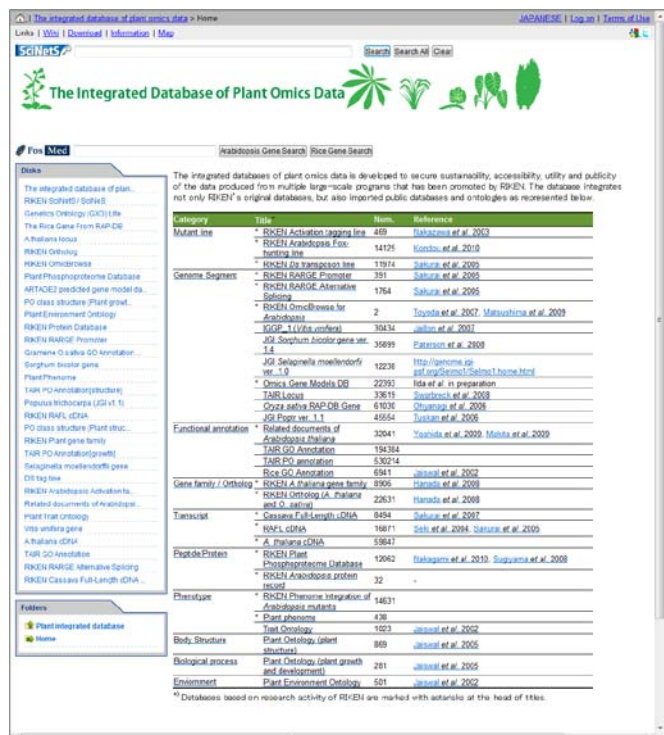 The integrated database of plant omics data > Home JAPANESE | Log on | Terms of Use
Links | Wiki | Download | Information | Map
SciNetS Search Search All Clear
The Integrated Database of Plant Omics Data
Pos Med Arabidopsis Gene Search Rice Gene Search
Disks
The integrated database of plan...
RIKEN SciNetS / SciNeS
Genetics Ontology (GXO) Lite
The Rice Gene From RAP-DB
A.thaliana locus
RIKEN Ortholog
RIKEN OmicBrowse
Plant Phosphoproteome Database
ARTADE2 predicted gene model da...
PO class structure (Plant growt...
Plant Environment Ontology
RIKEN Protein Database
RIKEN RARGE Promoter
Gramene O.sativa GO Annotation...
Sorghum bicolor gene
Plant Phenome
TAIR PO Annotation[structure]
Populus trichocarpa (JGI v1.1)
RIKEN RAFL cDNA
PO class structure (Plant struc...
RIKEN Plant gene family
TAIR PO Annotation[growth]
Selaginella moellendorffii gene
DS tag line
RIKEN Arabidopsis Activation ta...
Related documents of Arabidopsi...
Plant Trait Ontology
Vitis vinifera gene
A.thaliana cDNA
TAIR GO Annotation
RIKEN RARGE Alternative Splicing
RIKEN Cassava Full-Length cDNA ...
Folders
Plant integrated database
Home
The integrated databases of plant omics data is developed to secure sustainability, accessibility, utility and publicity
of the data produced from multiple large-scale programs that has been promoted by RIKEN. The database integrates
not only RIKEN's original databases, but also imported public databases and ontologies as represented below.
Category Title* Num. Reference
Mutant line * RIKEN Activation tagging line 469 Nakazawa et al. 2003
* RIKEN Arabidopsis Fox-
hunting line 14125 Kondou et al. 2010
* RIKEN Ds transposon line 11974 Sakurai et al. 2005
Genome Segment * RIKEN RARGE Promoter 391 Sakurai et al. 2005
* RIKEN RARGE Alternative
Splicing 1764 Sakurai et al. 2005
* RIKEN OmicBrowse for
Arabidopsis 2 Toyoda et al. 2007, Matsushima et al. 2009
IGGP_1 (Vitis vinifera) 30434 Jaillon et al. 2007
JGI Sorghum bicolor gene ver.
1.4 35899 Paterson et al. 2008
JGI Selaginella moellendorfii
ver. 1.0 12238 http://genome.jgi-
psf.org/Selmo1/Selmo1.home.html
* Omics Gene Models DB 22393 Iida et al. in preparation
TAIR Locus 33615 Swarbreck et al. 2008
Oryza sativa RAP-DB Gene 61030 Ohyanagi et al. 2006
JGI Poptr ver. 1.1 45554 Tuskan et al. 2006
Functional annotation * Related documents of
Arabidopsis thaliana 32041 Yoshida et al. 2009, Makita et al. 2009
TAIR GO Annotation 194384
TAIR PO annotation 530214
Rice GO Annotation 6941 Jaiswal et al. 2002
Gene family / Ortholog * RIKEN A.thaliana gene family 8906 Hanada et al. 2008
* RIKEN Ortholog (A. thaliana
and O. sativa) 22631 Hanada et al. 2008
Transcript * Cassava Full-Length cDNA 8494 Sakurai et al. 2007
* RAFL cDNA 16871 Seki et al. 2004, Sakurai et al. 2005
* A. thaliana cDNA 59847
Peptide/Protein * RIKEN Plant
Phosphoproteome Database 12062 Nakagami et al. 2010, Sugiyama et al. 2008
* RIKEN Arabidopsis protein
record 32 -
Phenotype * RIKEN Phenome integration of
Arabidopsis mutants 14631
* Plant phenome 438
Trait Ontology 1023 Jaiswal et al. 2002
Body Structure Plant Ontology (plant
structure) 869 Jaiswal et al. 2005
Biological process Plant Ontology (plant growth
and development) 281 Jaiswal et al. 2005
Enviornment Plant Environment Ontology 501 Jaiswal et al. 2002
*) Databases based on research activity of RIKEN are marked with asterisks at the head of titles.